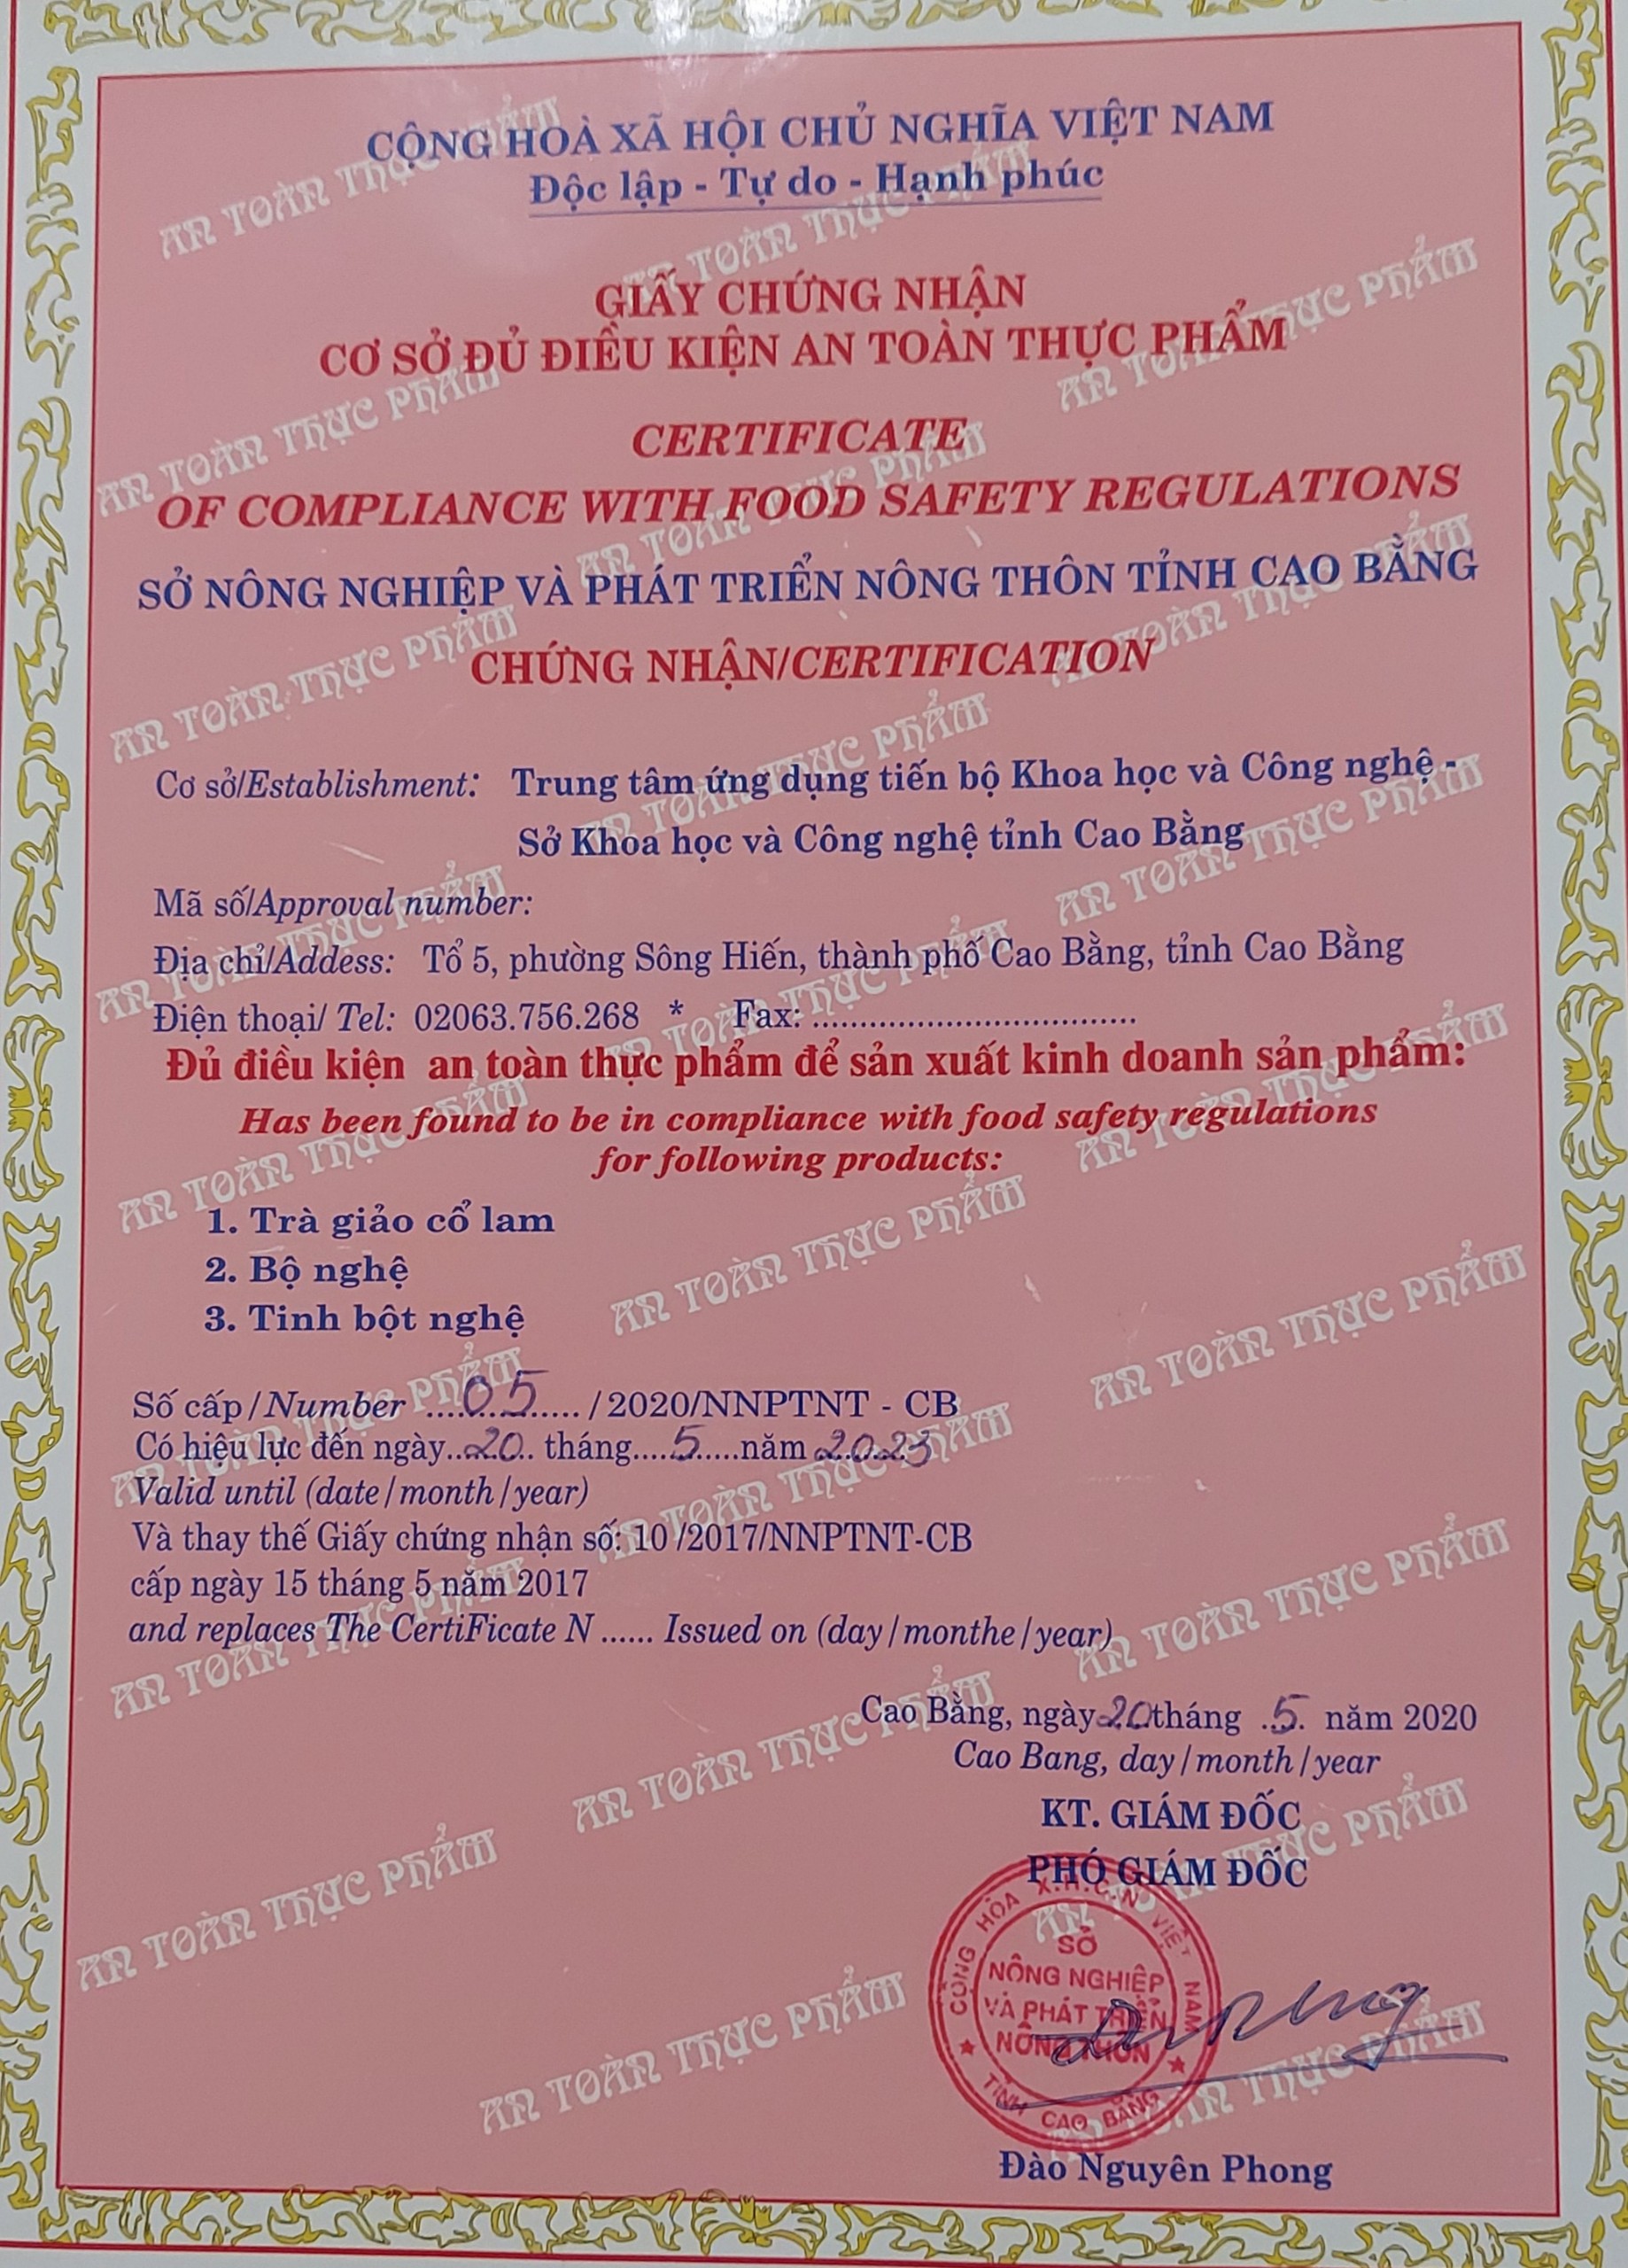 CỘNG HOÀ XÃ HỘI CHỦ NGHĨA VIỆT NAM
Độc lập - Tự do - Hạnh phúc
GIẤY CHỨNG NHẬN
CƠ SỞ ĐỦ ĐIỀU KIỆN AN TOÀN THỰC PHẨM
CERTIFICATE
OF COMPLIANCE WITH FOOD SAFETY REGULATIONS
SỞ NÔNG NGHIỆP VÀ PHÁT TRIỂN NÔNG THÔN TỈNH CAO BẰNG
CHỨNG NHẬN/CERTIFICATION
Cơ sở/Establishment: Trung tâm ứng dụng tiến bộ Khoa học và Công nghệ -
Sở Khoa học và Công nghệ tỉnh Cao Bằng
Mã số/Approval number:
Địa chỉ/Addess: Tổ 5, phường Sông Hiến, thành phố Cao Bằng, tỉnh Cao Bằng
Điện thoại/ Tel: 02063.756.268 * Fax: ..................................
Đủ điều kiện an toàn thực phẩm để sản xuất kinh doanh sản phẩm:
Has been found to be in compliance with food safety regulations
for following products:
1. Trà giảo cổ lam
2. Bộ nghệ
3. Tinh bột nghệ
Số cấp/Number ....05..... /2020/NNPTNT - CB
Có hiệu lực đến ngày...20.. tháng....5.....năm 2023
Valid until (date/month/year)
Và thay thế Giấy chứng nhận số: 10 /2017/NNPTNT-CB
cấp ngày 15 tháng 5 năm 2017
and replaces The CertiFicate N ...... Issued on (day/monthe/year)
Cao Bằng, ngày 20 tháng .5. năm 2020
Cao Bang, day/month/year
KT. GIÁM ĐỐC
PHÓ GIÁM ĐỐC
CỘNG HÒA X.H.C.N VIỆT NAM
SỞ
NÔNG NGHIỆP
VÀ PHÁT TRIỂN
NÔNG THÔN
TỈNH CAO BẰNG
Đào Nguyên Phong
AN TOÀN THỰC PHẨM